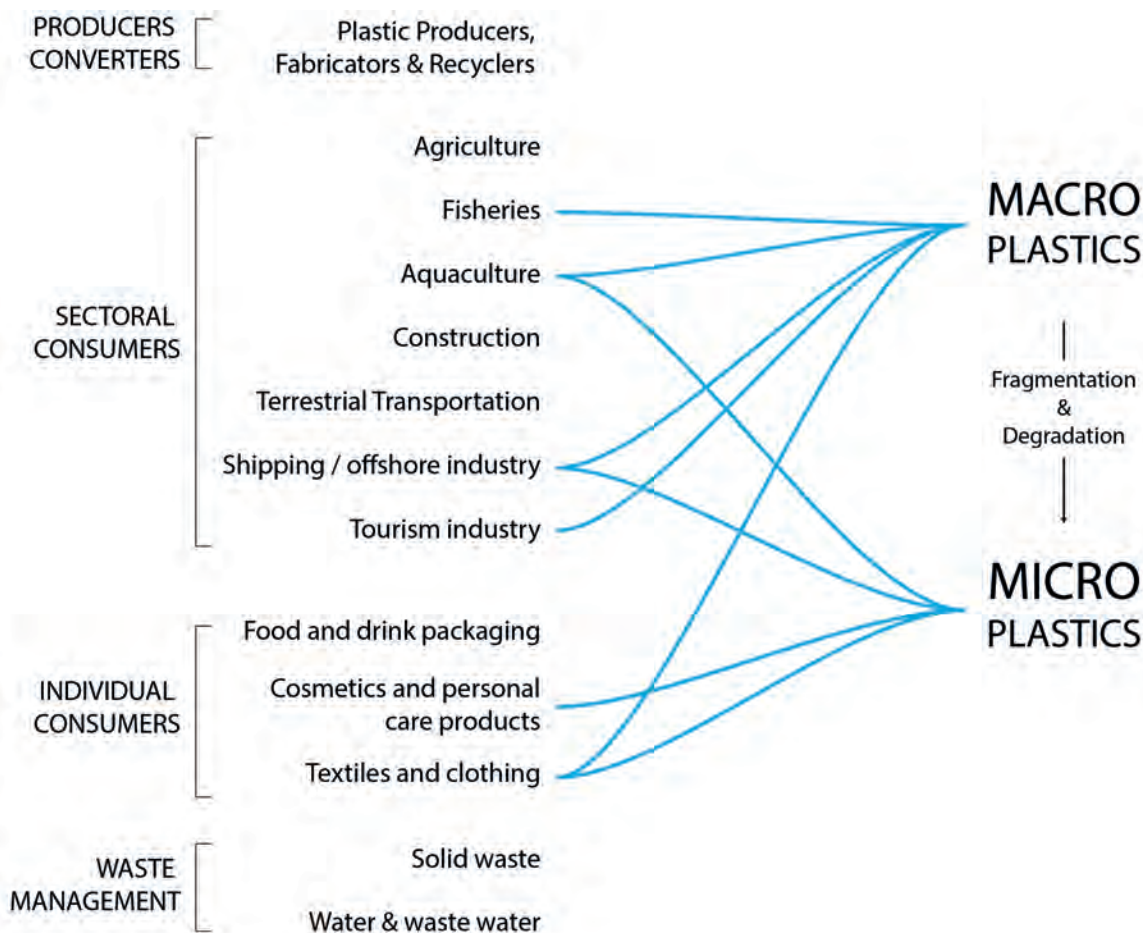 PRODUCERS
CONVERTERS
Plastic Producers,
Fabricators & Recyclers
SECTORAL
CONSUMERS
Agriculture
Fisheries
Aquaculture
Construction
Terrestrial Transportation
Shipping / offshore industry
Tourism industry
INDIVIDUAL
CONSUMERS
Food and drink packaging
Cosmetics and personal
care products
Textiles and clothing
WASTE
MANAGEMENT
Solid waste
Water & waste water
MACRO
PLASTICS
Fragmentation
&
Degradation
MICRO
PLASTICS